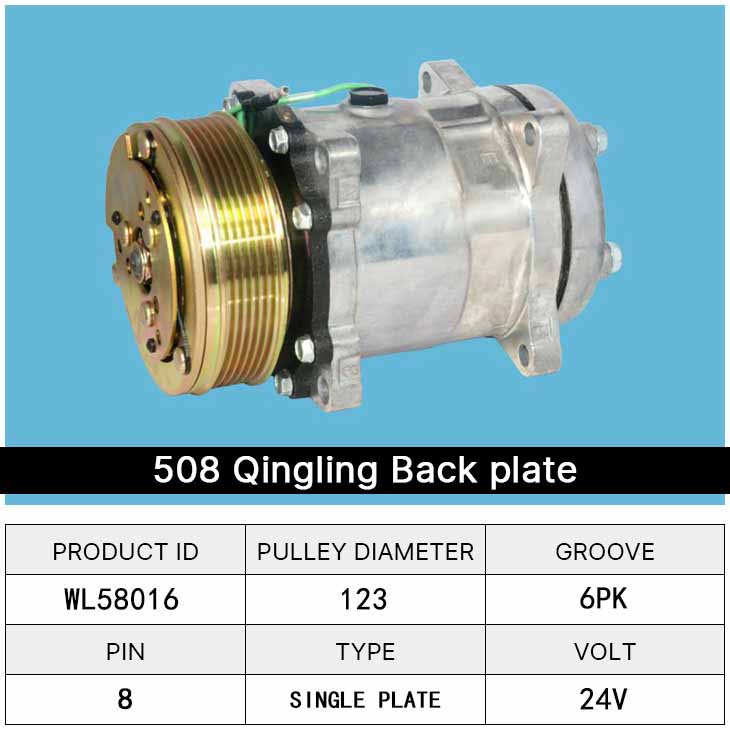 508 Qingling Back plate
PRODUCT ID PULLEY DIAMETER GROOVE
WL58016 123 6PK
PIN TYPE VOLT
8 SINGLE PLATE 24V